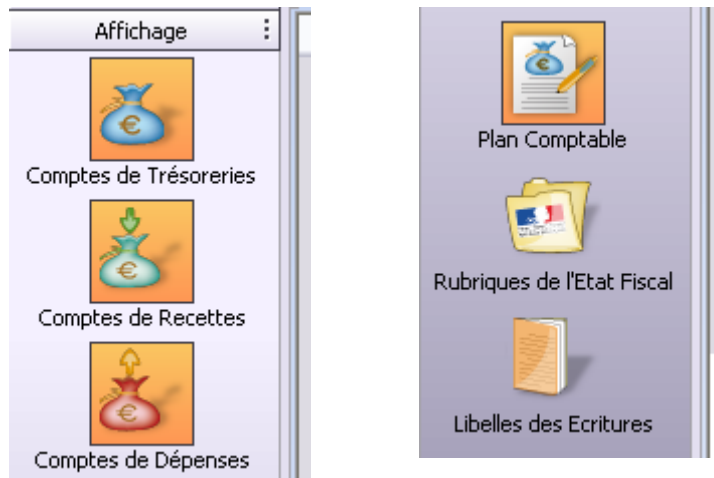 Affichage
Comptes de Trésoreries
Comptes de Recettes
Comptes de Dépenses
Plan Comptable
Rubriques de l'Etat Fiscal
Libelles des Ecritures